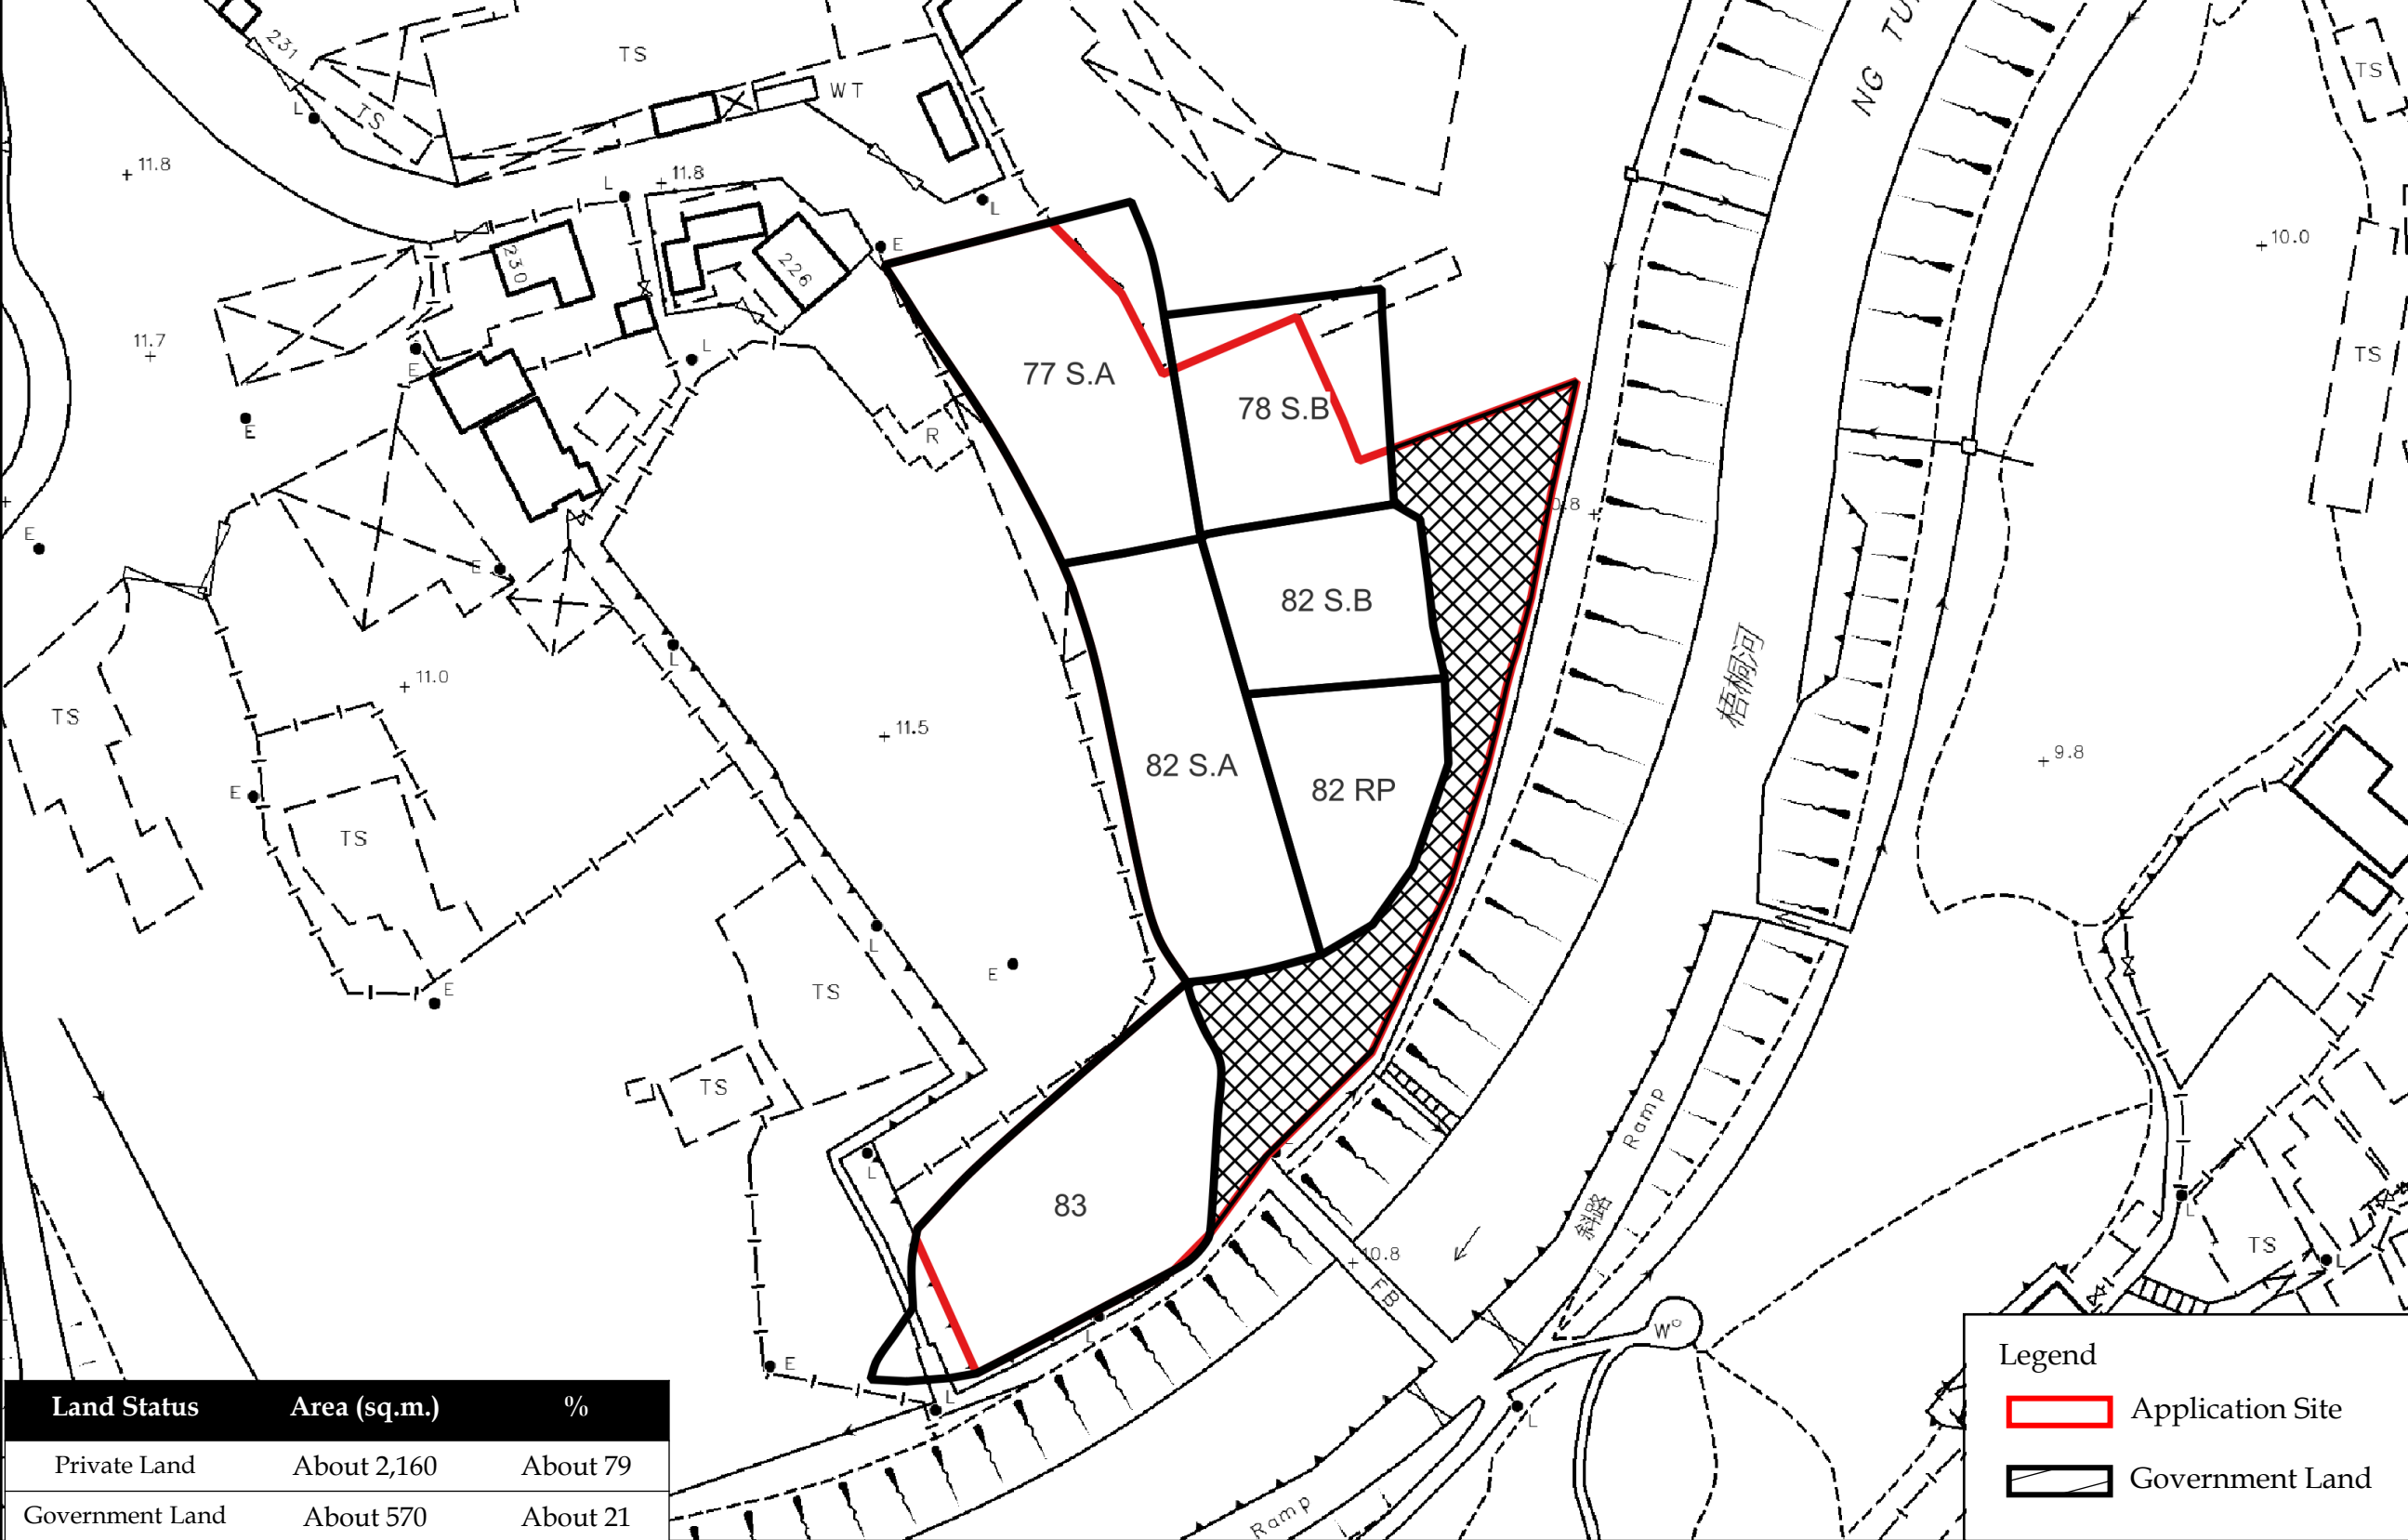 231
TS
TS
WT
L
11.8
11.8
L
L
E
230
226
NG TU
TS
10.0
11.7
E
L
R
77 S.A
78 S.B
TS
E
E
E
0.8
82 S.B
L
11.0
TS
11.5
梧桐河
82 S.A
82 RP
9.8
E
TS
L
E
E
TS
TS
L
83
Ramp
斜路
10.8
FB
L
TS
L
L
W
E
L
L
Ramp
Land Status Area (sq.m.) %
Private Land About 2,160 About 79
Government Land About 570 About 21
Legend
Application Site
Government Land